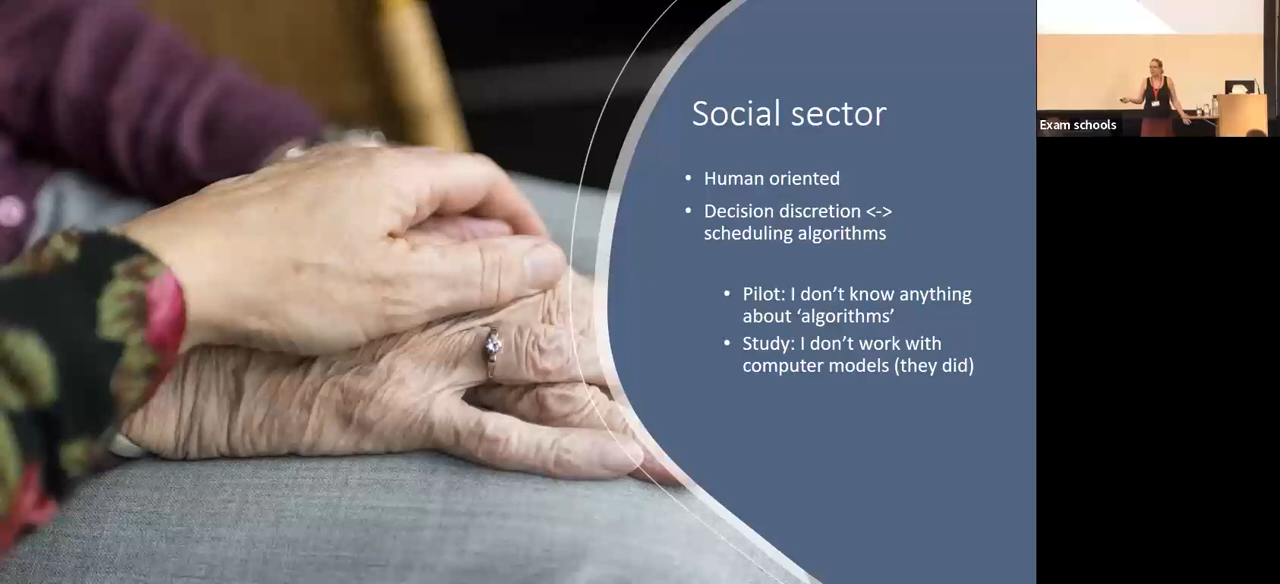 Social sector
• Human oriented
• Decision discretion <->
scheduling algorithms
• Pilot: I don’t know anything
about ‘algorithms’
• Study: I don’t work with
computer models (they did)
Exam schools